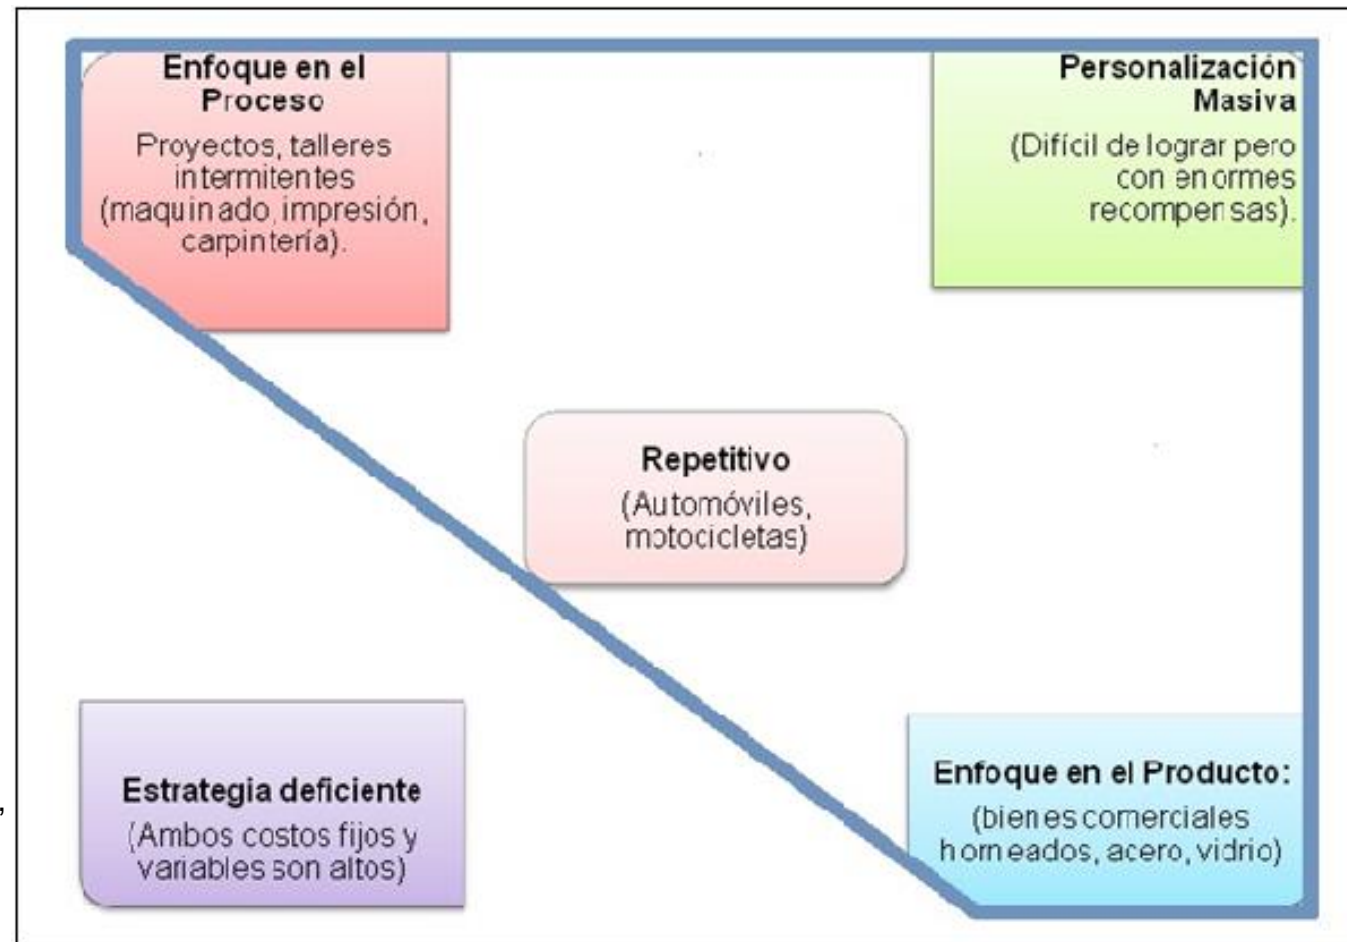 Enfoque en el
Proceso
Proyectos, talleres
intermitentes
(maquinado, impresión,
carpintería).
Personalización
Masiva
(Difícil de lograr pero
con enormes
recompensas).
Repetitivo
(Automóviles,
motocicletas)
Estrategia deficiente
(Ambos costos fijos y
variables son altos)
Enfoque en el Producto:
(bienes comerciales
horneados, acero, vidrio)
,